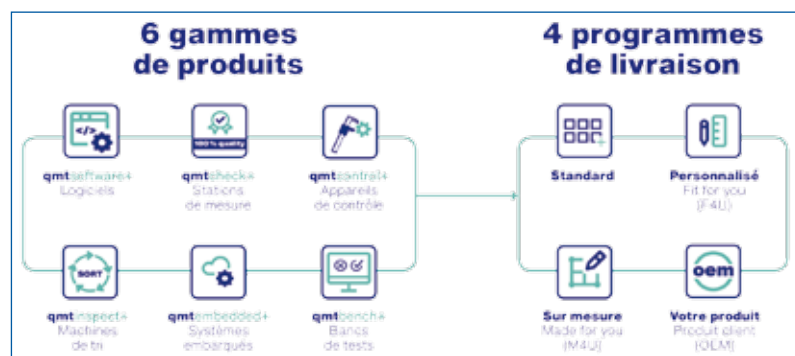 6 gammes
de produits
4 programmes
de livraison
</>
100% quality
qmtsoftware+
Logiciels
qmtcheck+
Stations
de mesure
qmtcontrol+
Appareils
de contrôle
Standard
Personnalisé
Fit for you
(F4U)
SORT
oem
qmtinspect+
Machines
de tri
qmtembedded+
Systèmes
embarqués
qmtbench+
Bancs
de tests
Sur mesure
Made for you
(M4U)
Votre produit
Produit client
(OEM)